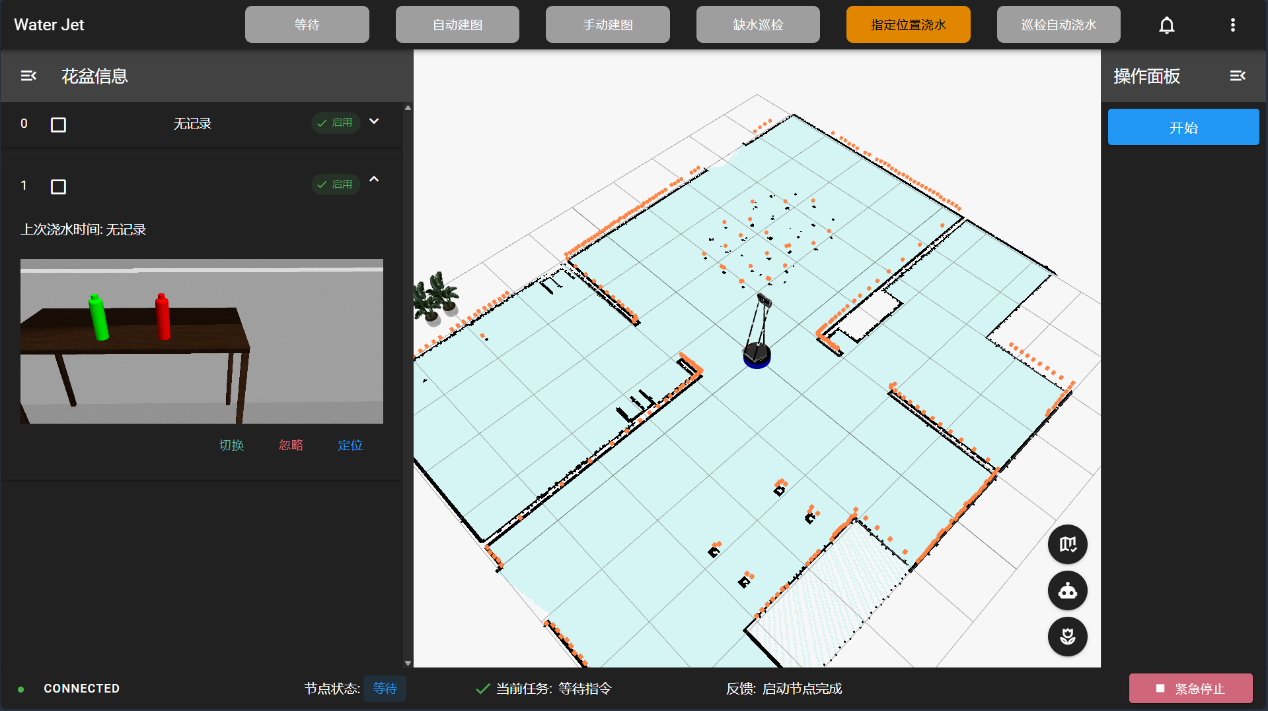 Water Jet
等待
自动建图
手动建图
缺水巡检
指定位置浇水
巡检自动浇水
花盆信息
操作面板
0 无记录 启用
开始
1 启用
上次浇水时间: 无记录
切换 忽略 定位
CONNECTED
节点状态: 等待
当前任务: 等待指令
反馈: 启动节点完成
紧急停止